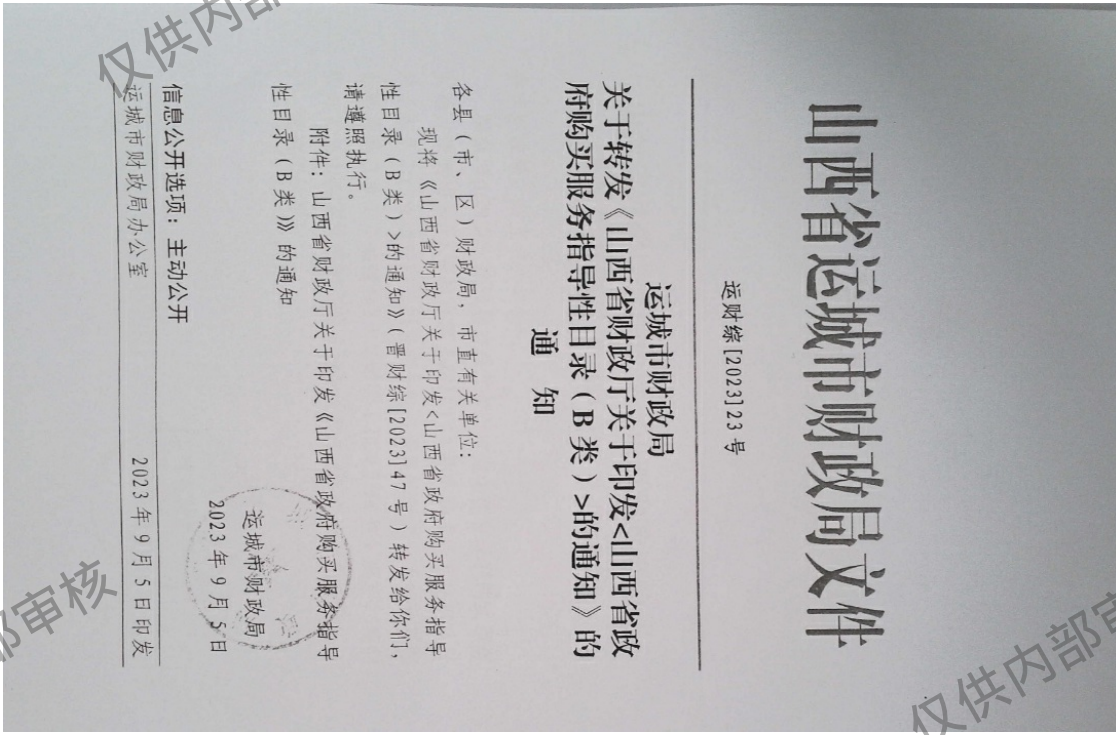 山西省运城市财政局文件
运财综[2023]23号
运城市财政局
关于转发《山西省财政厅关于印发<山西省政
府购买服务指导性目录(B类)>的通知》的
通 知
各县(市、区)财政局,市直有关单位:
现将《山西省财政厅关于印发<山西省政府购买服务指导
性目录(B类)>的通知》(晋财综[2023]47号)转发给你们,
请遵照执行。
附件:山西省财政厅关于印发《山西省政府购买服务指导
性目录(B类)》的通知
运城市财政局
2023年9月5日
信息公开选项:主动公开
运城市财政局办公室 2023年9月5日印发
仅供内部
部审核
仅供内部审